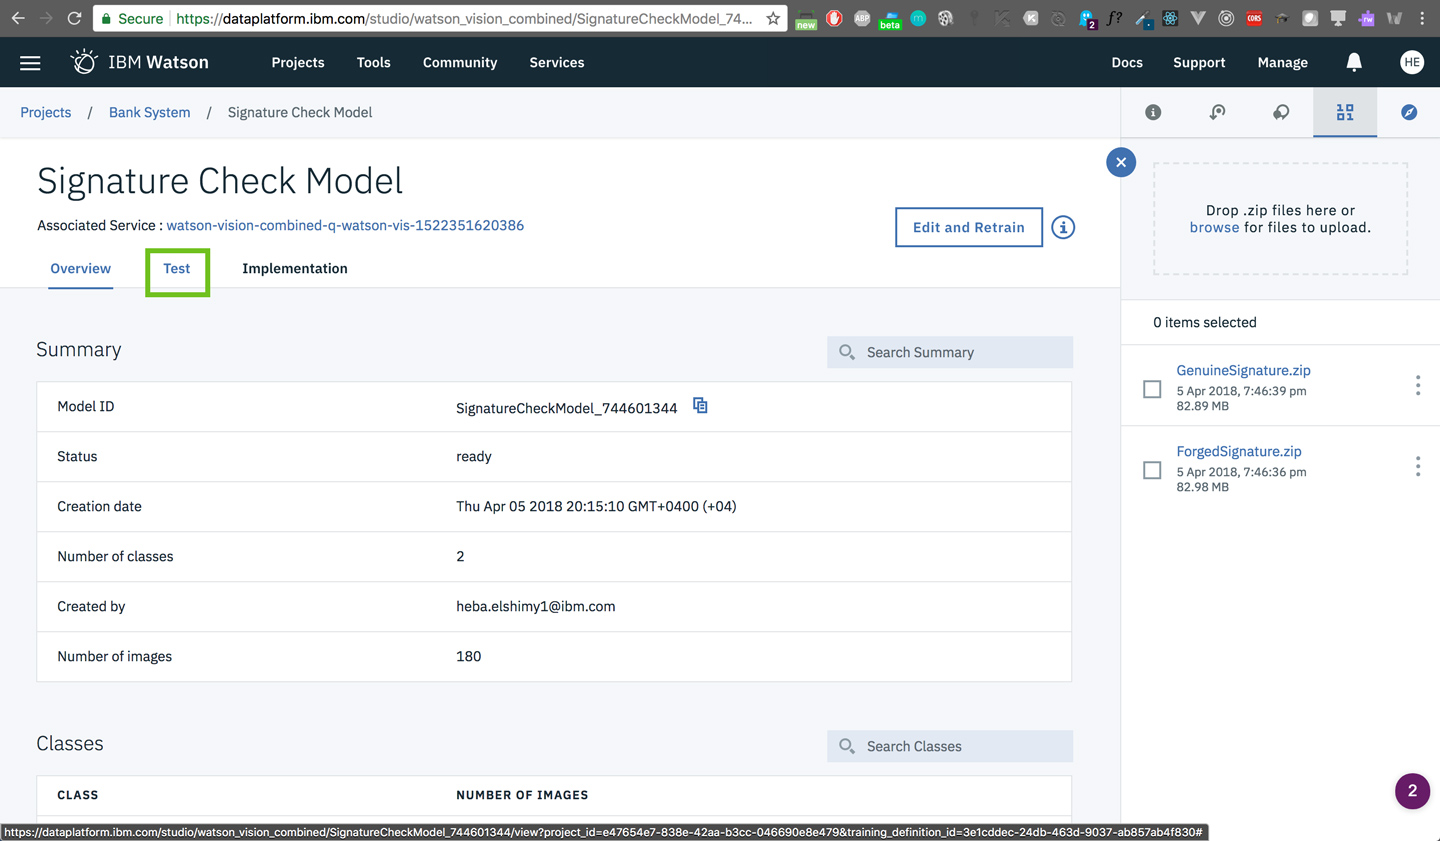 Secure https://dataplatform.ibm.com/studio/watson_vision_combined/SignatureCheckModel_74...
new
ABP
beta
m
K
2
f?
CORS
rw
IBM Watson
Projects
Tools
Community
Services
Docs
Support
Manage
HE
Projects / Bank System / Signature Check Model
Signature Check Model
Associated Service : watson-vision-combined-q-watson-vis-1522351620386
Edit and Retrain
Overview
Test
Implementation
Summary
Search Summary
Model ID SignatureCheckModel_744601344
Status ready
Creation date Thu Apr 05 2018 20:15:10 GMT+0400 (+04)
Number of classes 2
Created by heba.elshimy1@ibm.com
Number of images 180
Classes
Search Classes
CLASS NUMBER OF IMAGES
Drop .zip files here or
browse for files to upload.
0 items selected
GenuineSignature.zip
5 Apr 2018, 7:46:39 pm
82.89 MB
ForgedSignature.zip
5 Apr 2018, 7:46:36 pm
82.98 MB
2
https://dataplatform.ibm.com/studio/watson_vision_combined/SignatureCheckModel_744601344/view?project_id=e47654e7-838e-42aa-b3cc-046690e8e479&training_definition_id=3e1cddec-24db-463d-9037-ab857ab4f830#